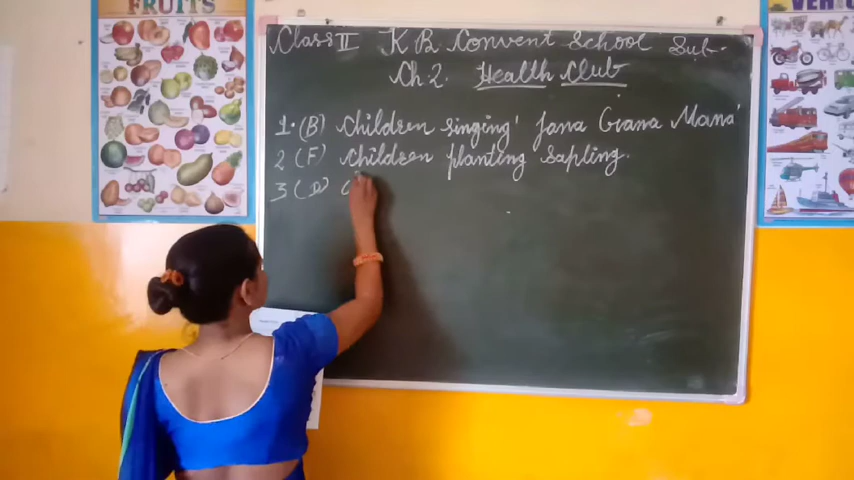 FRUITS
VEHIC
Class II K B Convent School Sub-
Ch:2. Health Club
1. (B) Children singing' Jana Gana Mana'
2 (F) Children planting Sapling.
3 (D) C